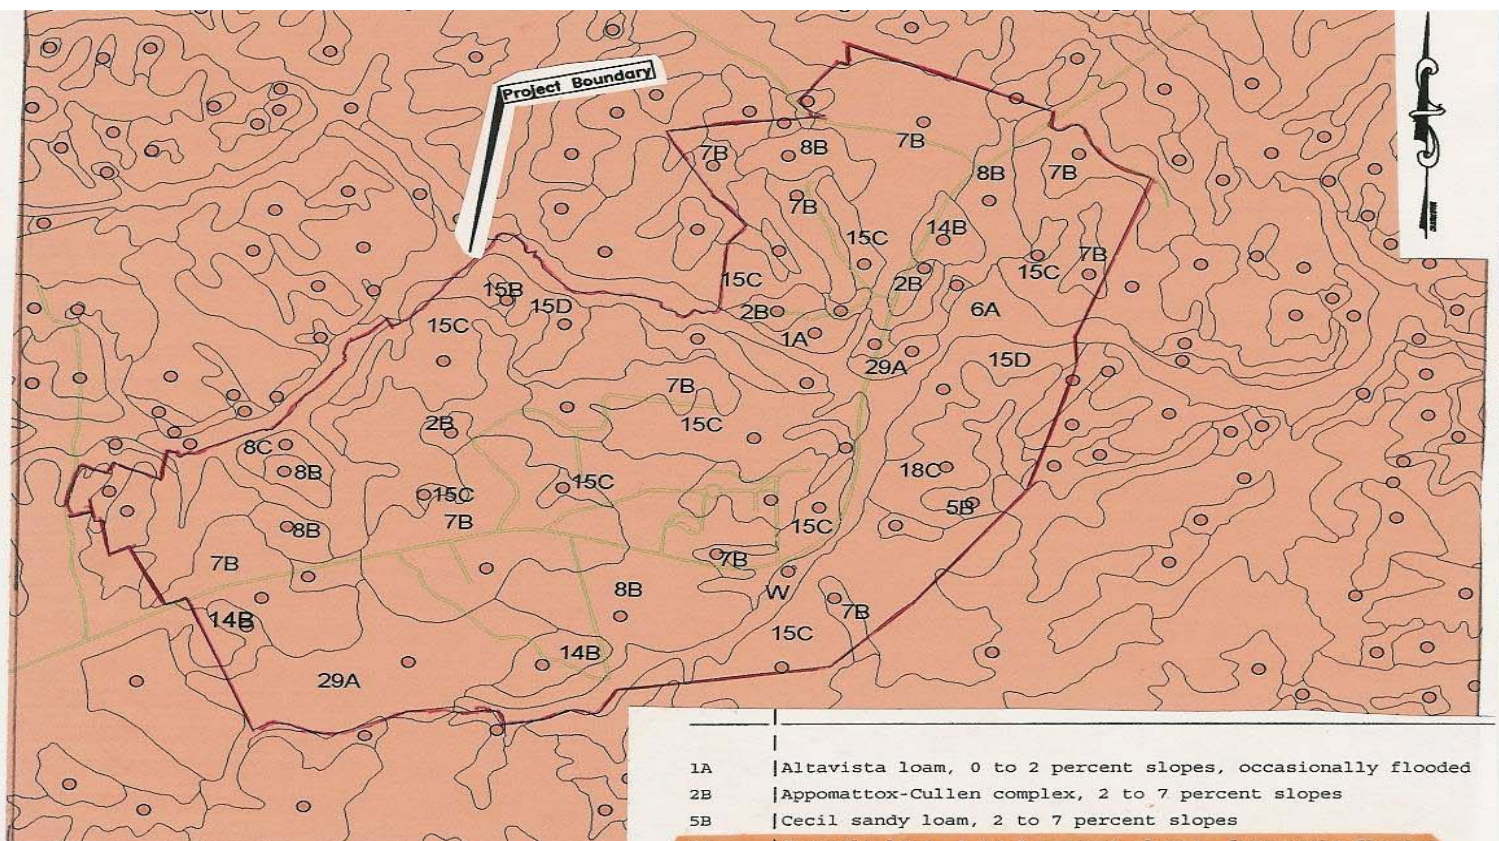 Project Boundary
7B
8B
7B
8B
7B
7B
15C
14B
7B
15C
15C
2B
2B
6A
15B
15D
15C
1A
29A
15D
7B
2B
15C
8C
8B
18C
15C
15C
5B
7B
15C
8B
7B
7B
8B
W
7B
14B
15C
14B
29A
1A |Altavista loam, 0 to 2 percent slopes, occasionally flooded
2B |Appomattox-Cullen complex, 2 to 7 percent slopes
5B |Cecil sandy loam, 2 to 7 percent slopes